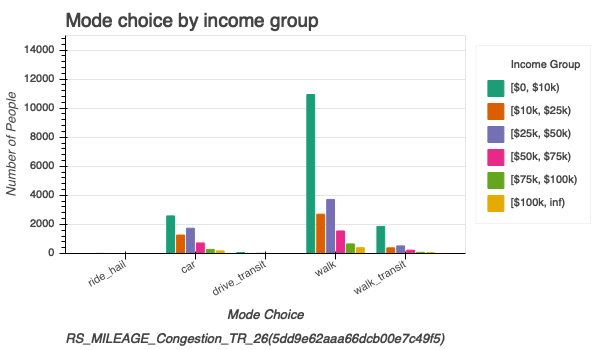 Mode choice by income group
Number of People
14000
12000
10000
8000
6000
4000
2000
0
ride_hail
car
drive_transit
walk
walk_transit
Mode Choice
RS_MILEAGE_Congestion_TR_26(5dd9e62aaa66dcb00e7c49f5)
Income Group
[$0, $10k)
[$10k, $25k)
[$25k, $50k)
[$50k, $75k)
[$75k, $100k)
[$100k, inf)